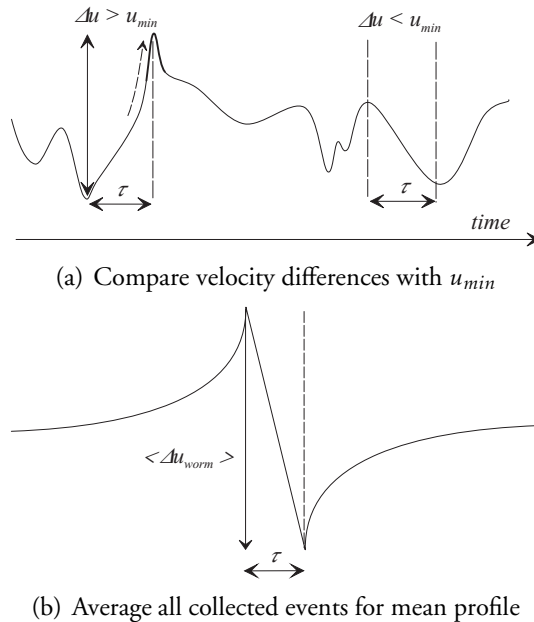 Δu > u_min Δu < u_min
τ τ
time
(a) Compare velocity differences with u_min
< Δu_worm >
τ
(b) Average all collected events for mean profile